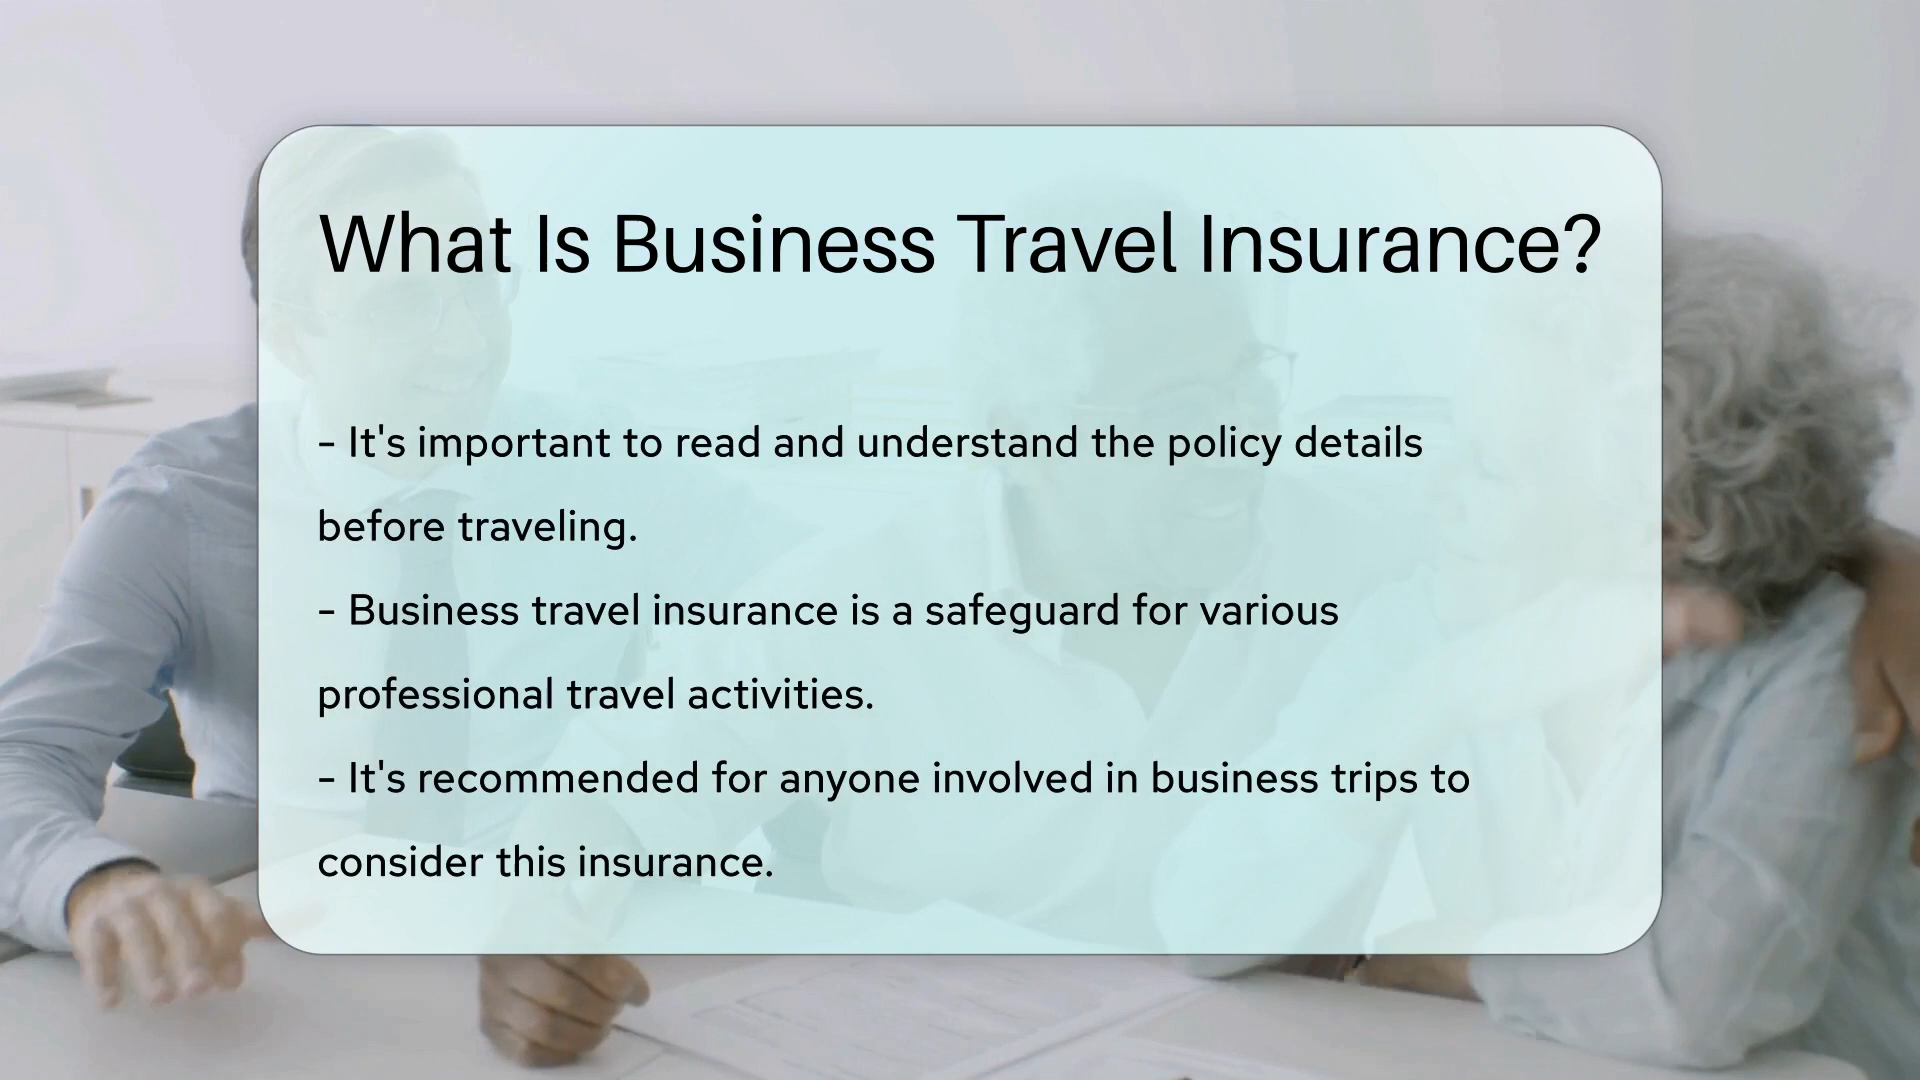 What Is Business Travel Insurance?
- It's important to read and understand the policy details
before traveling.
- Business travel insurance is a safeguard for various
professional travel activities.
- It's recommended for anyone involved in business trips to
consider this insurance.